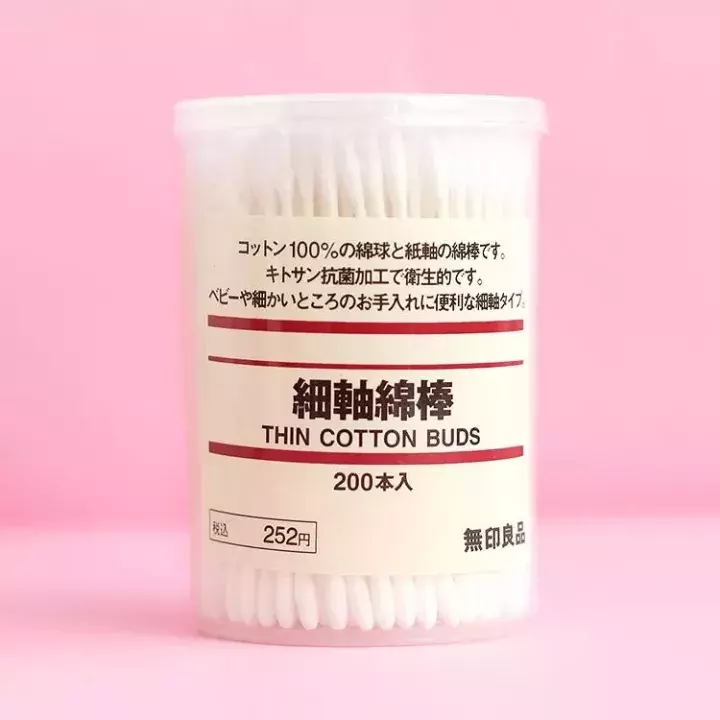 コットン100%の綿球と紙軸の綿棒です。
キトサン抗菌加工で衛生的です。
ベビーや細かいところのお手入れに便利な細軸タイプ。
細軸綿棒
THIN COTTON BUDS
200本入
税込 252円
無印良品